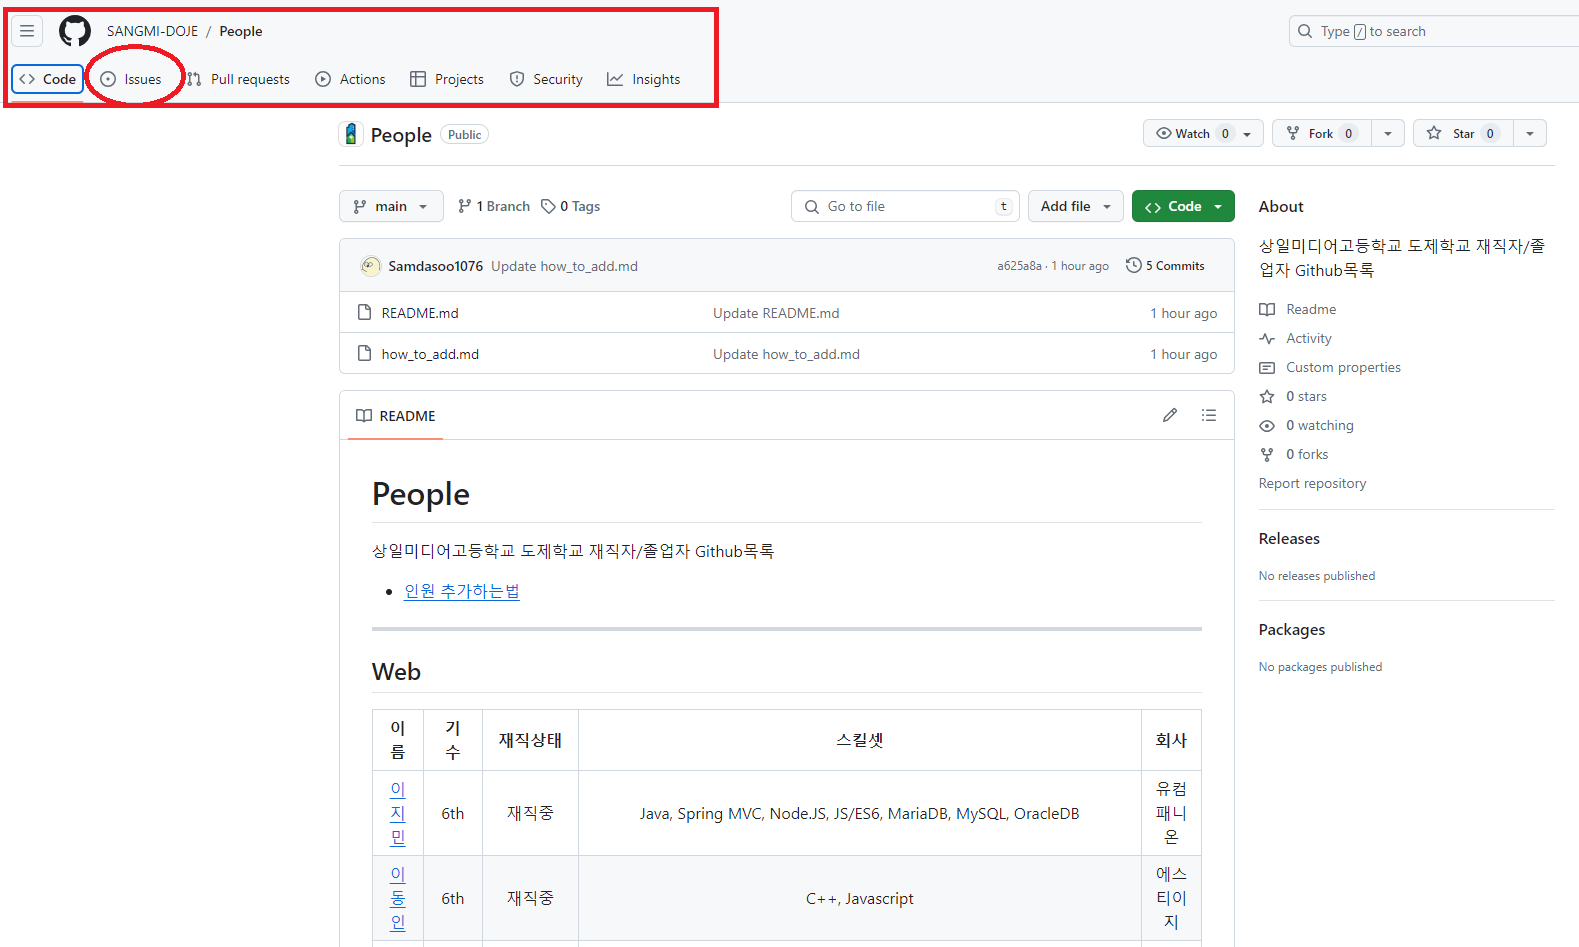 SANGMI-DOJE / People
Type / to search
Code Issues Pull requests Actions Projects Security Insights
People Public
Watch 0 Fork 0 Star 0
main 1 Branch 0 Tags Go to file t Add file Code
Samdasoo1076 Update how_to_add.md a625a8a · 1 hour ago 5 Commits
README.md Update README.md 1 hour ago
how_to_add.md Update how_to_add.md 1 hour ago
README
People
상일미디어고등학교 도제학교 재직자/졸업자 Github목록
인원 추가하는법
Web
이름 기수 재직상태 스킬셋 회사
이지민 6th 재직중 Java, Spring MVC, Node.JS, JS/ES6, MariaDB, MySQL, OracleDB 유컴패니온
이동인 6th 재직중 C++, Javascript 에스티이지
About
상일미디어고등학교 도제학교 재직자/졸
업자 Github목록
Readme
Activity
Custom properties
0 stars
0 watching
0 forks
Report repository
Releases
No releases published
Packages
No packages published